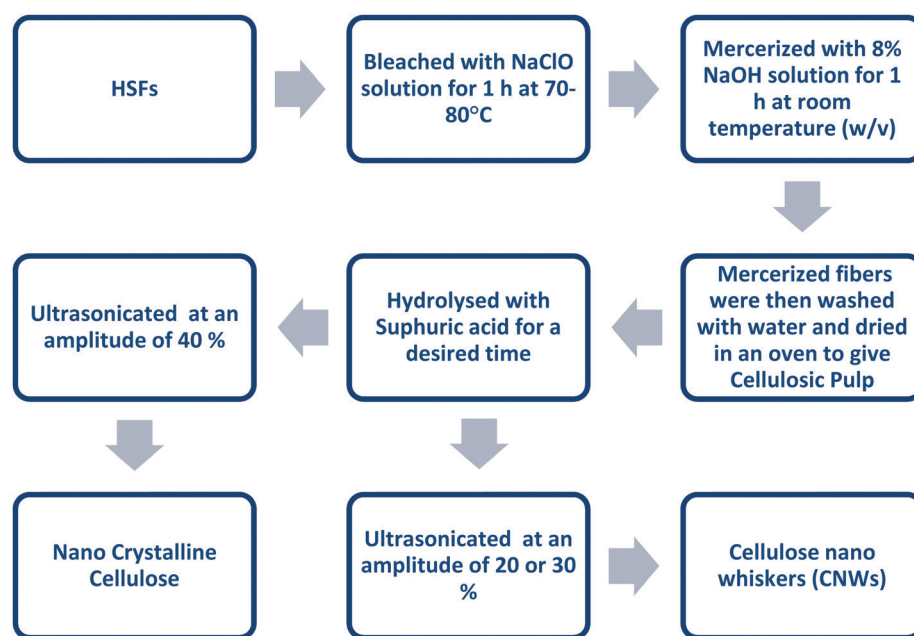 HSFs
Bleached with NaClO
solution for 1 h at 70-
80°C
Mercerized with 8%
NaOH solution for 1
h at room
temperature (w/v)
Mercerized fibers
were then washed
with water and dried
in an oven to give
Cellulosic Pulp
Hydrolysed with
Suphuric acid for a
desired time
Ultrasonicated at an
amplitude of 40 %
Nano Crystalline
Cellulose
Ultrasonicated at an
amplitude of 20 or 30
%
Cellulose nano
whiskers (CNWs)